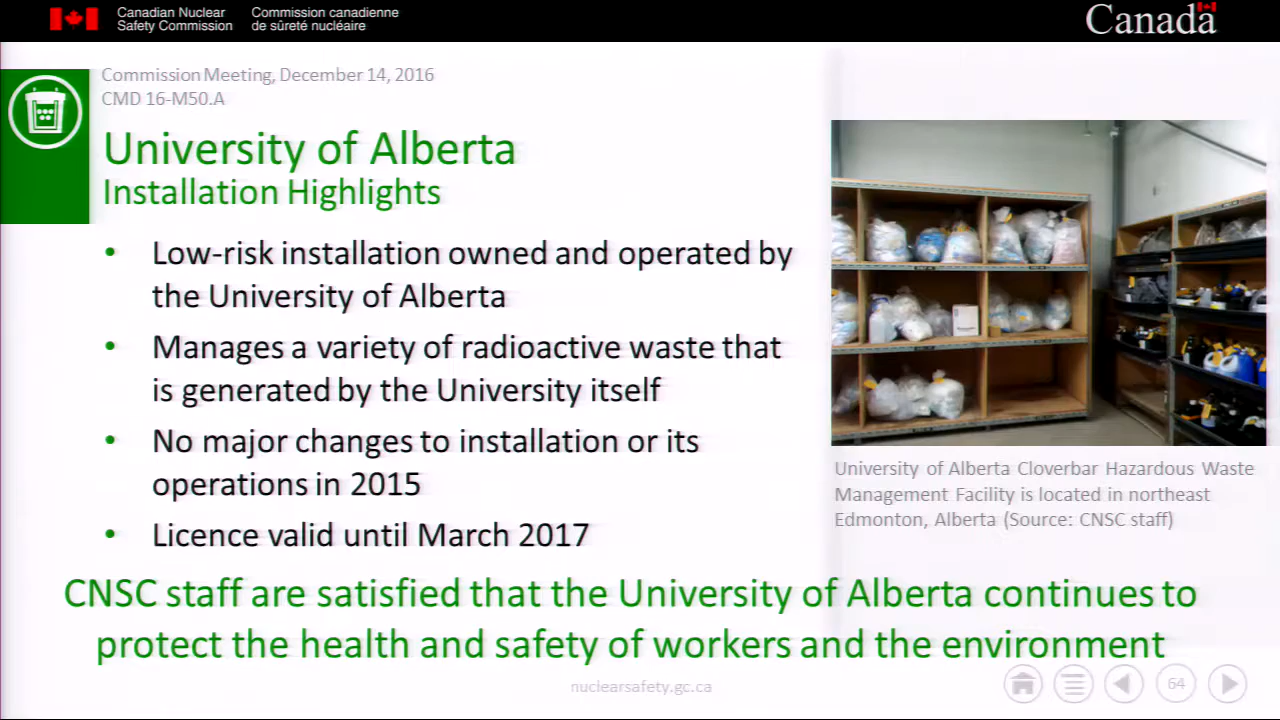 Canadian Nuclear
Safety Commission
Commission canadienne
de sûreté nucléaire
Canada
Commission Meeting, December 14, 2016
CMD 16-M50.A
University of Alberta
Installation Highlights
• Low-risk installation owned and operated by
the University of Alberta
• Manages a variety of radioactive waste that
is generated by the University itself
• No major changes to installation or its
operations in 2015
• Licence valid until March 2017
University of Alberta Cloverbar Hazardous Waste
Management Facility is located in northeast
Edmonton, Alberta (Source: CNSC staff)
CNSC staff are satisfied that the University of Alberta continues to
protect the health and safety of workers and the environment
nuclearsafety.gc.ca
64